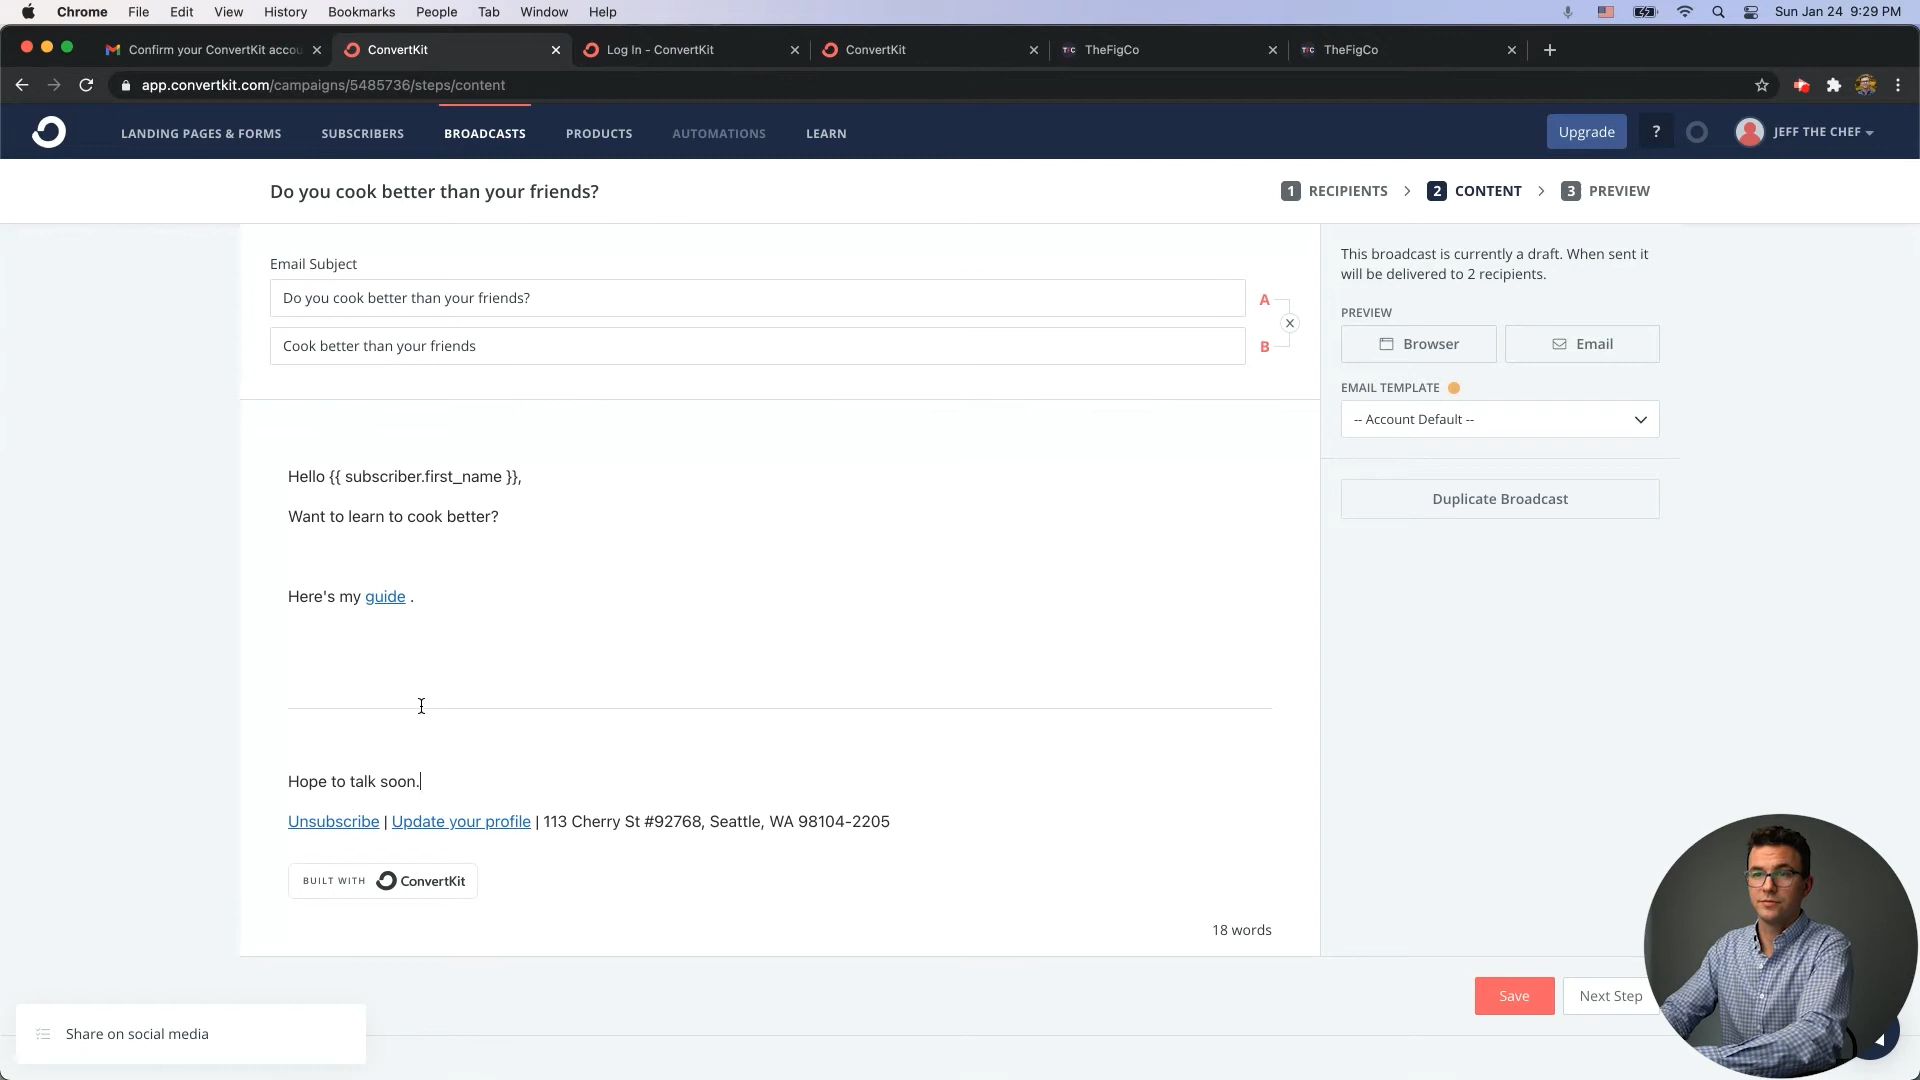 Chrome File Edit View History Bookmarks People Tab Window Help Sun Jan 24 9:29 PM
Confirm your ConvertKit accou ConvertKit Log In - ConvertKit ConvertKit TFC TheFigCo TFC TheFigCo
app.convertkit.com/campaigns/5485736/steps/content
LANDING PAGES & FORMS SUBSCRIBERS BROADCASTS PRODUCTS AUTOMATIONS LEARN Upgrade ? JEFF THE CHEF
Do you cook better than your friends? 1 RECIPIENTS > 2 CONTENT > 3 PREVIEW
Email Subject
Do you cook better than your friends? A
Cook better than your friends B
This broadcast is currently a draft. When sent it
will be delivered to 2 recipients.
PREVIEW
Browser Email
EMAIL TEMPLATE
-- Account Default --
Duplicate Broadcast
Hello {{ subscriber.first_name }},
Want to learn to cook better?
Here's my guide .
Hope to talk soon.
Unsubscribe | Update your profile | 113 Cherry St #92768, Seattle, WA 98104-2205
BUILT WITH ConvertKit
18 words
Save Next Step
Share on social media